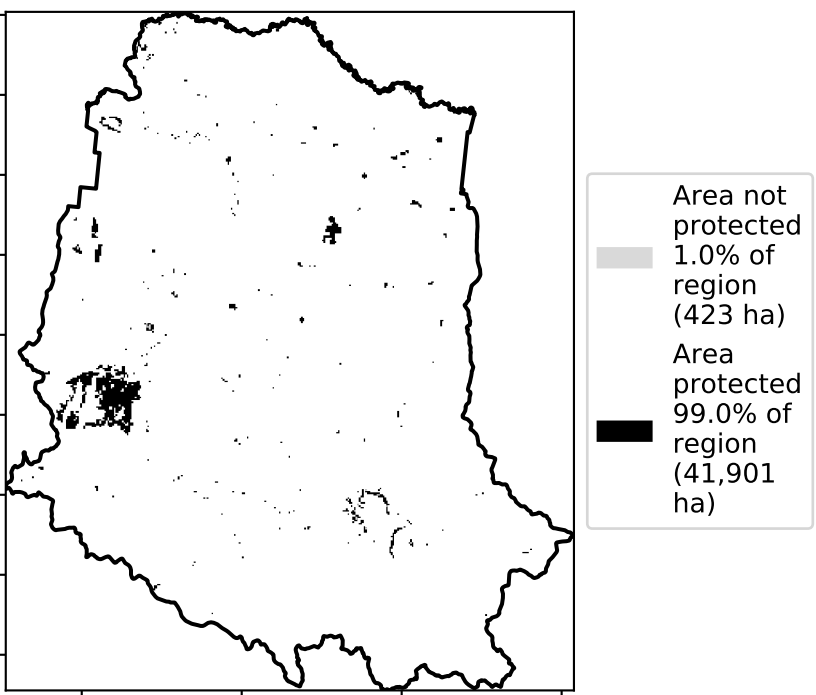 Area not
protected
1.0% of
region
(423 ha)
Area
protected
99.0% of
region
(41,901
ha)